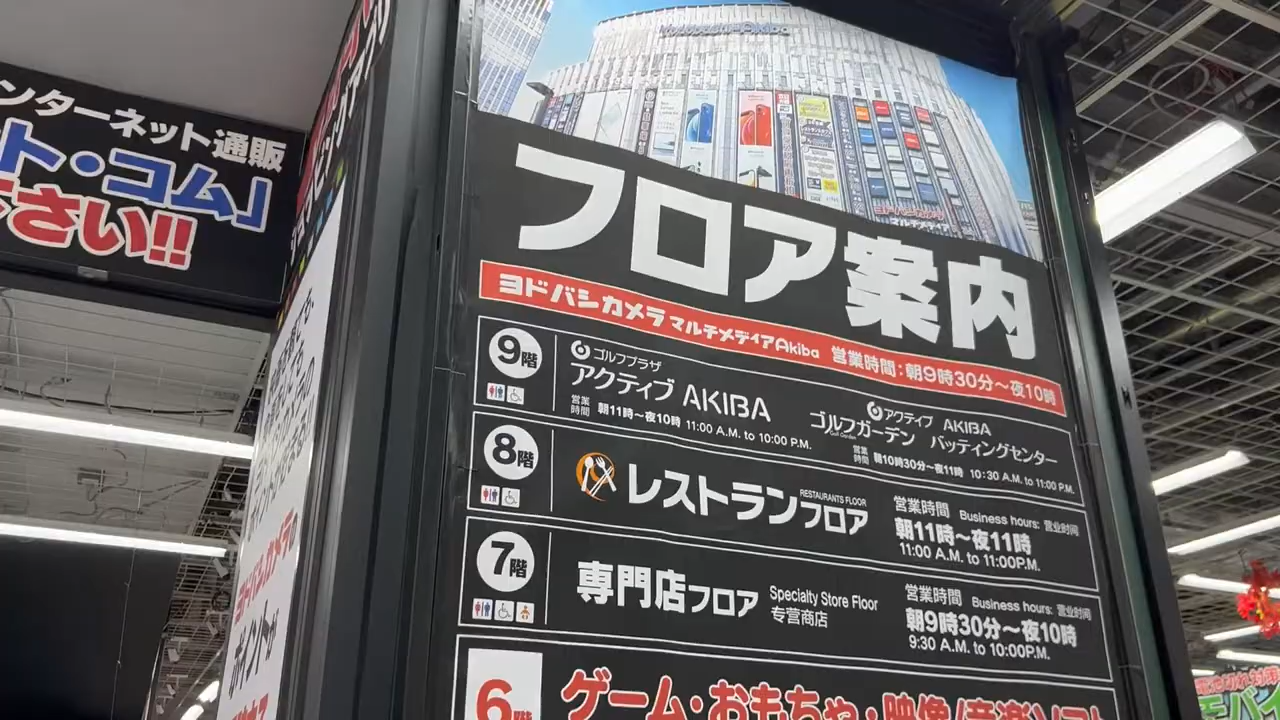 ンターネット通販
ト・コム」
ださい!!
フロア案内
ヨドバシカメラ マルチメディアAkiba 営業時間:朝9時30分〜夜10時
9階
ゴルフプラザ
アクティブ AKIBA
営業時間 朝11時〜夜10時 11:00 A.M. to 10:00 P.M.
アクティブ AKIBA
ゴルフガーデン バッティングセンター
Golf Garden
営業時間 朝10時30分〜夜11時 10:30 A.M. to 11:00 P.M.
8階
レストランフロア
RESTAURANTS FLOOR
営業時間 Business hours: 营业时间
朝11時〜夜11時
11:00 A.M. to 11:00P.M.
7階
専門店フロア
Specialty Store Floor
专营商店
営業時間 Business hours: 营业时间
朝9時30分〜夜10時
9:30 A.M. to 10:00P.M.
6階
ゲーム・おもちゃ・映像/音楽ソフト